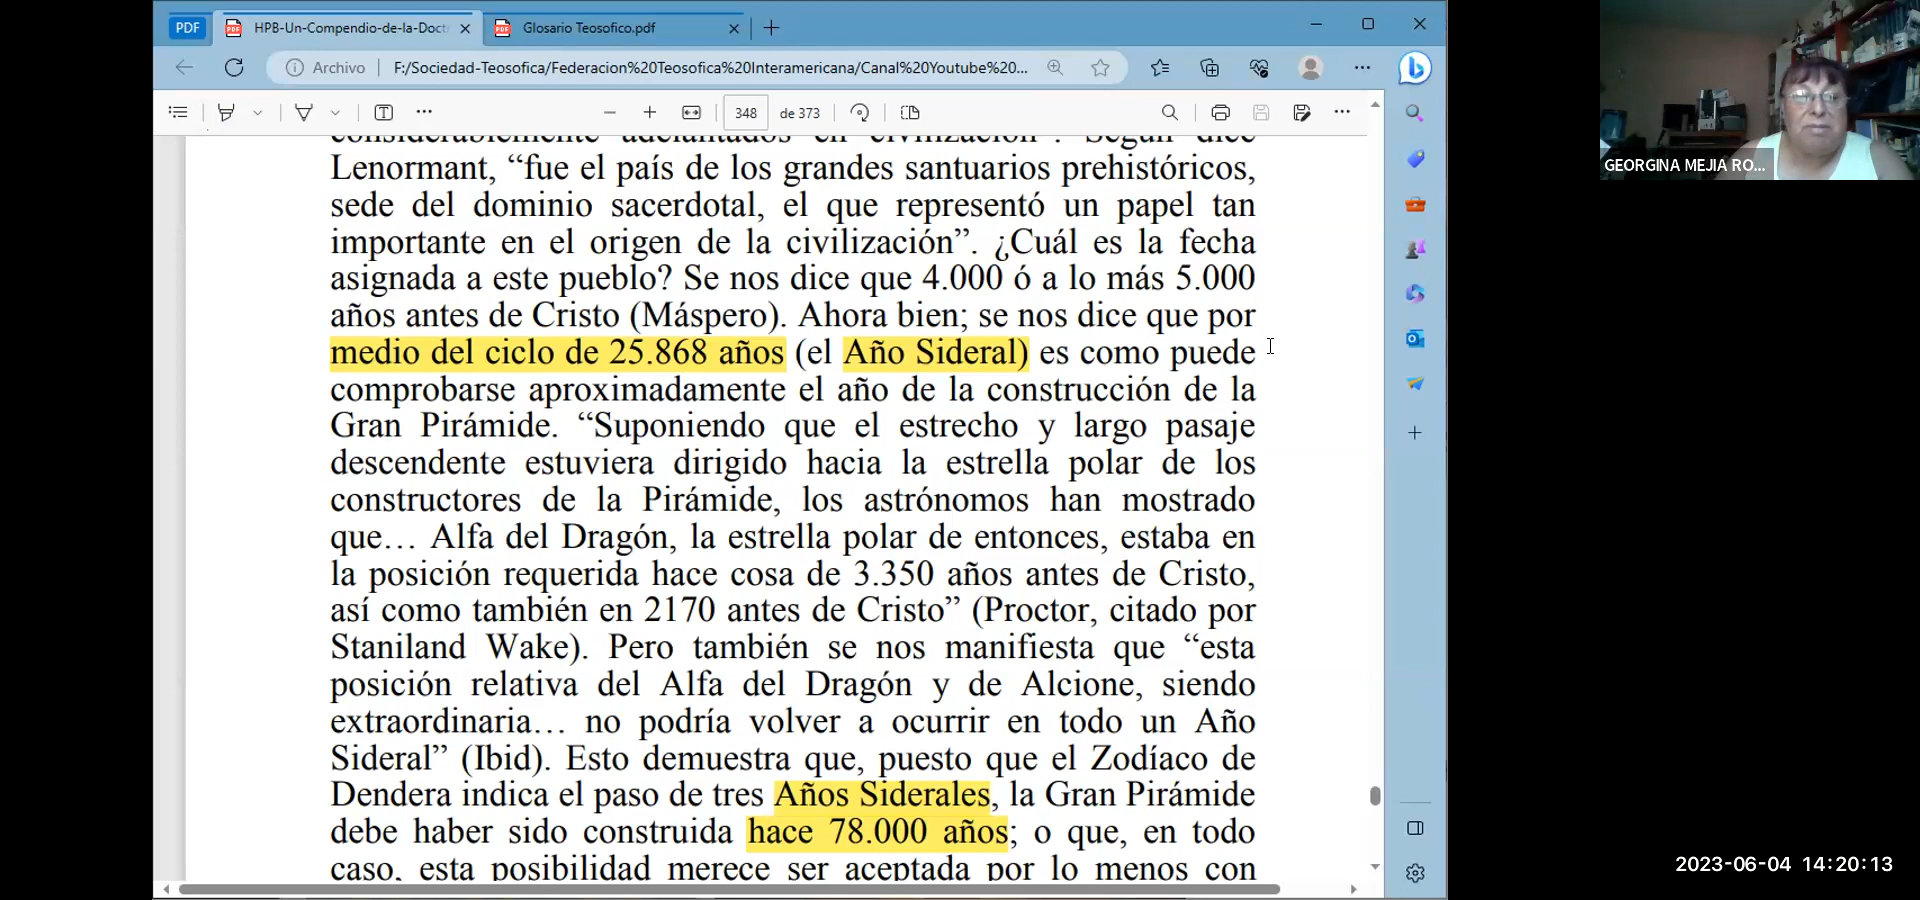 PDF
HPB-Un-Compendio-de-la-Doct
Glosario Teosofico.pdf
Archivo
F:/Sociedad-Teosofica/Federacion%20Teosofica%20Interamericana/Canal%20Youtube%20...
348
de 373
considerablemente adelantados en civilización”. Según dice
Lenormant, “fue el país de los grandes santuarios prehistóricos,
sede del dominio sacerdotal, el que representó un papel tan
importante en el origen de la civilización”. ¿Cuál es la fecha
asignada a este pueblo? Se nos dice que 4.000 ó a lo más 5.000
años antes de Cristo (Máspero). Ahora bien; se nos dice que por
medio del ciclo de 25.868 años (el Año Sideral) es como puede
comprobarse aproximadamente el año de la construcción de la
Gran Pirámide. “Suponiendo que el estrecho y largo pasaje
descendente estuviera dirigido hacia la estrella polar de los
constructores de la Pirámide, los astrónomos han mostrado
que… Alfa del Dragón, la estrella polar de entonces, estaba en
la posición requerida hace cosa de 3.350 años antes de Cristo,
así como también en 2170 antes de Cristo” (Proctor, citado por
Staniland Wake). Pero también se nos manifiesta que “esta
posición relativa del Alfa del Dragón y de Alcione, siendo
extraordinaria… no podría volver a ocurrir en todo un Año
Sideral” (Ibid). Esto demuestra que, puesto que el Zodíaco de
Dendera indica el paso de tres Años Siderales, la Gran Pirámide
debe haber sido construida hace 78.000 años; o que, en todo
caso, esta posibilidad merece ser aceptada por lo menos con
GEORGINA MEJIA RO...
2023-06-04 14:20:13